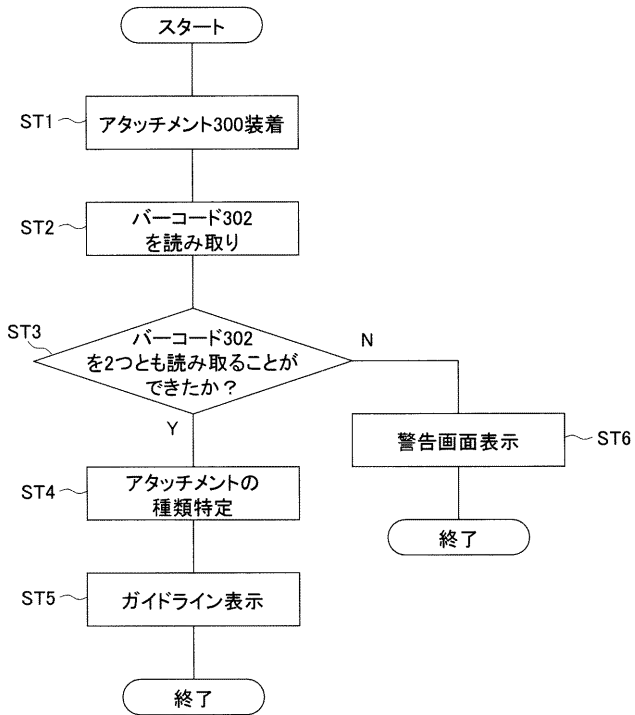 スタート
ST1
アタッチメント300装着
ST2
バーコード302
を読み取り
ST3
バーコード302
を2つとも読み取ることが
できたか？
N
Y
ST4
アタッチメントの
種類特定
警告画面表示
ST6
ST5
ガイドライン表示
終了
終了